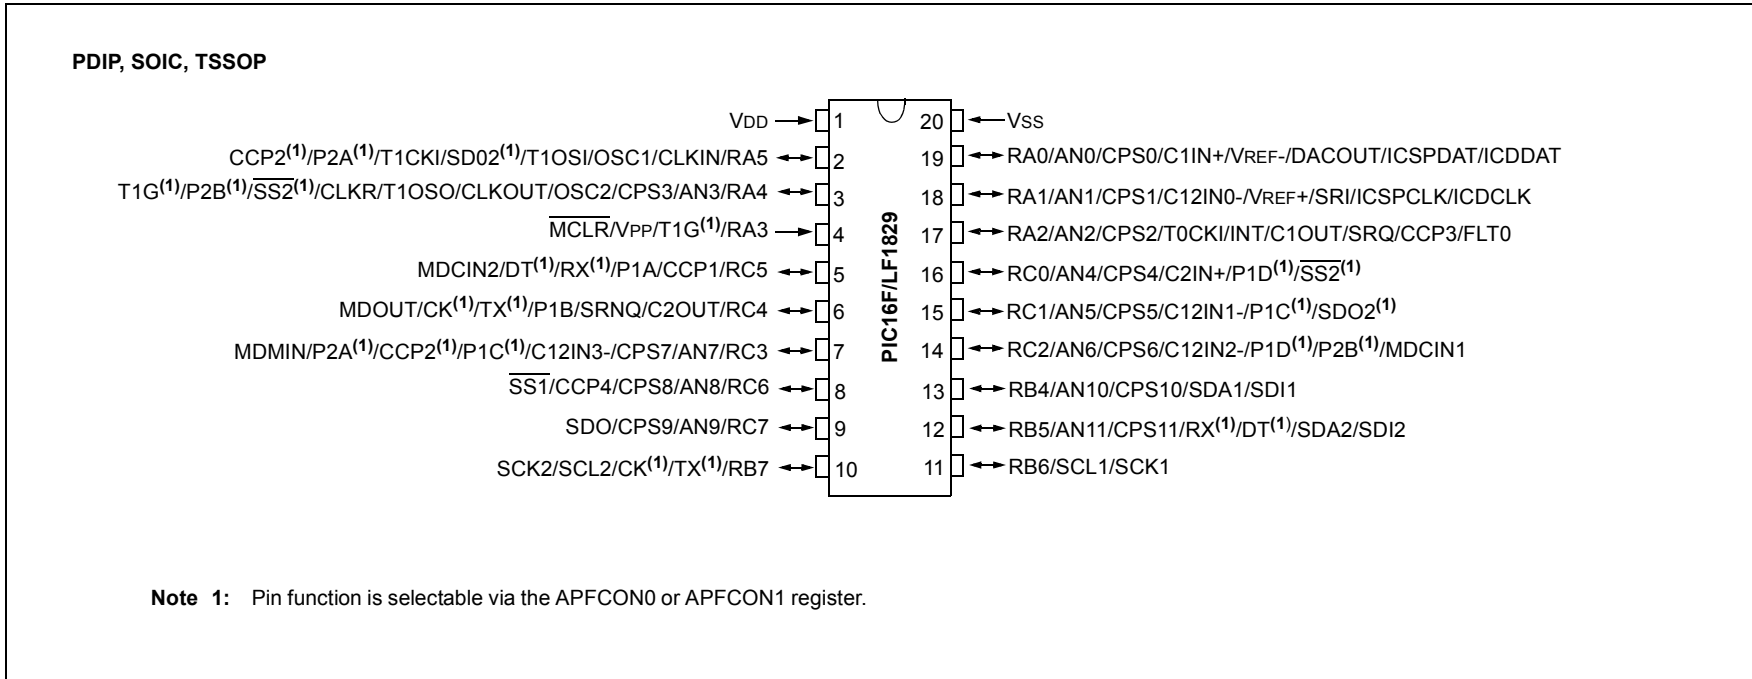 PDIP, SOIC, TSSOP
VDD 1 20 VSS
CCP2(1)/P2A(1)/T1CKI/SD02(1)/T1OSI/OSC1/CLKIN/RA5 2 19 RA0/AN0/CPS0/C1IN+/VREF-/DACOUT/ICSPDAT/ICDDAT
T1G(1)/P2B(1)/SS2(1)/CLKR/T1OSO/CLKOUT/OSC2/CPS3/AN3/RA4 3 18 RA1/AN1/CPS1/C12IN0-/VREF+/SRI/ICSPCLK/ICDCLK
MCLR/VPP/T1G(1)/RA3 4 17 RA2/AN2/CPS2/T0CKI/INT/C1OUT/SRQ/CCP3/FLT0
MDCIN2/DT(1)/RX(1)/P1A/CCP1/RC5 5 16 RC0/AN4/CPS4/C2IN+/P1D(1)/SS2(1)
MDOUT/CK(1)/TX(1)/P1B/SRNQ/C2OUT/RC4 6 15 RC1/AN5/CPS5/C12IN1-/P1C(1)/SDO2(1)
MDMIN/P2A(1)/CCP2(1)/P1C(1)/C12IN3-/CPS7/AN7/RC3 7 14 RC2/AN6/CPS6/C12IN2-/P1D(1)/P2B(1)/MDCIN1
SS1/CCP4/CPS8/AN8/RC6 8 13 RB4/AN10/CPS10/SDA1/SDI1
SDO/CPS9/AN9/RC7 9 12 RB5/AN11/CPS11/RX(1)/DT(1)/SDA2/SDI2
SCK2/SCL2/CK(1)/TX(1)/RB7 10 11 RB6/SCL1/SCK1
PIC16F/LF1829
Note 1: Pin function is selectable via the APFCON0 or APFCON1 register.